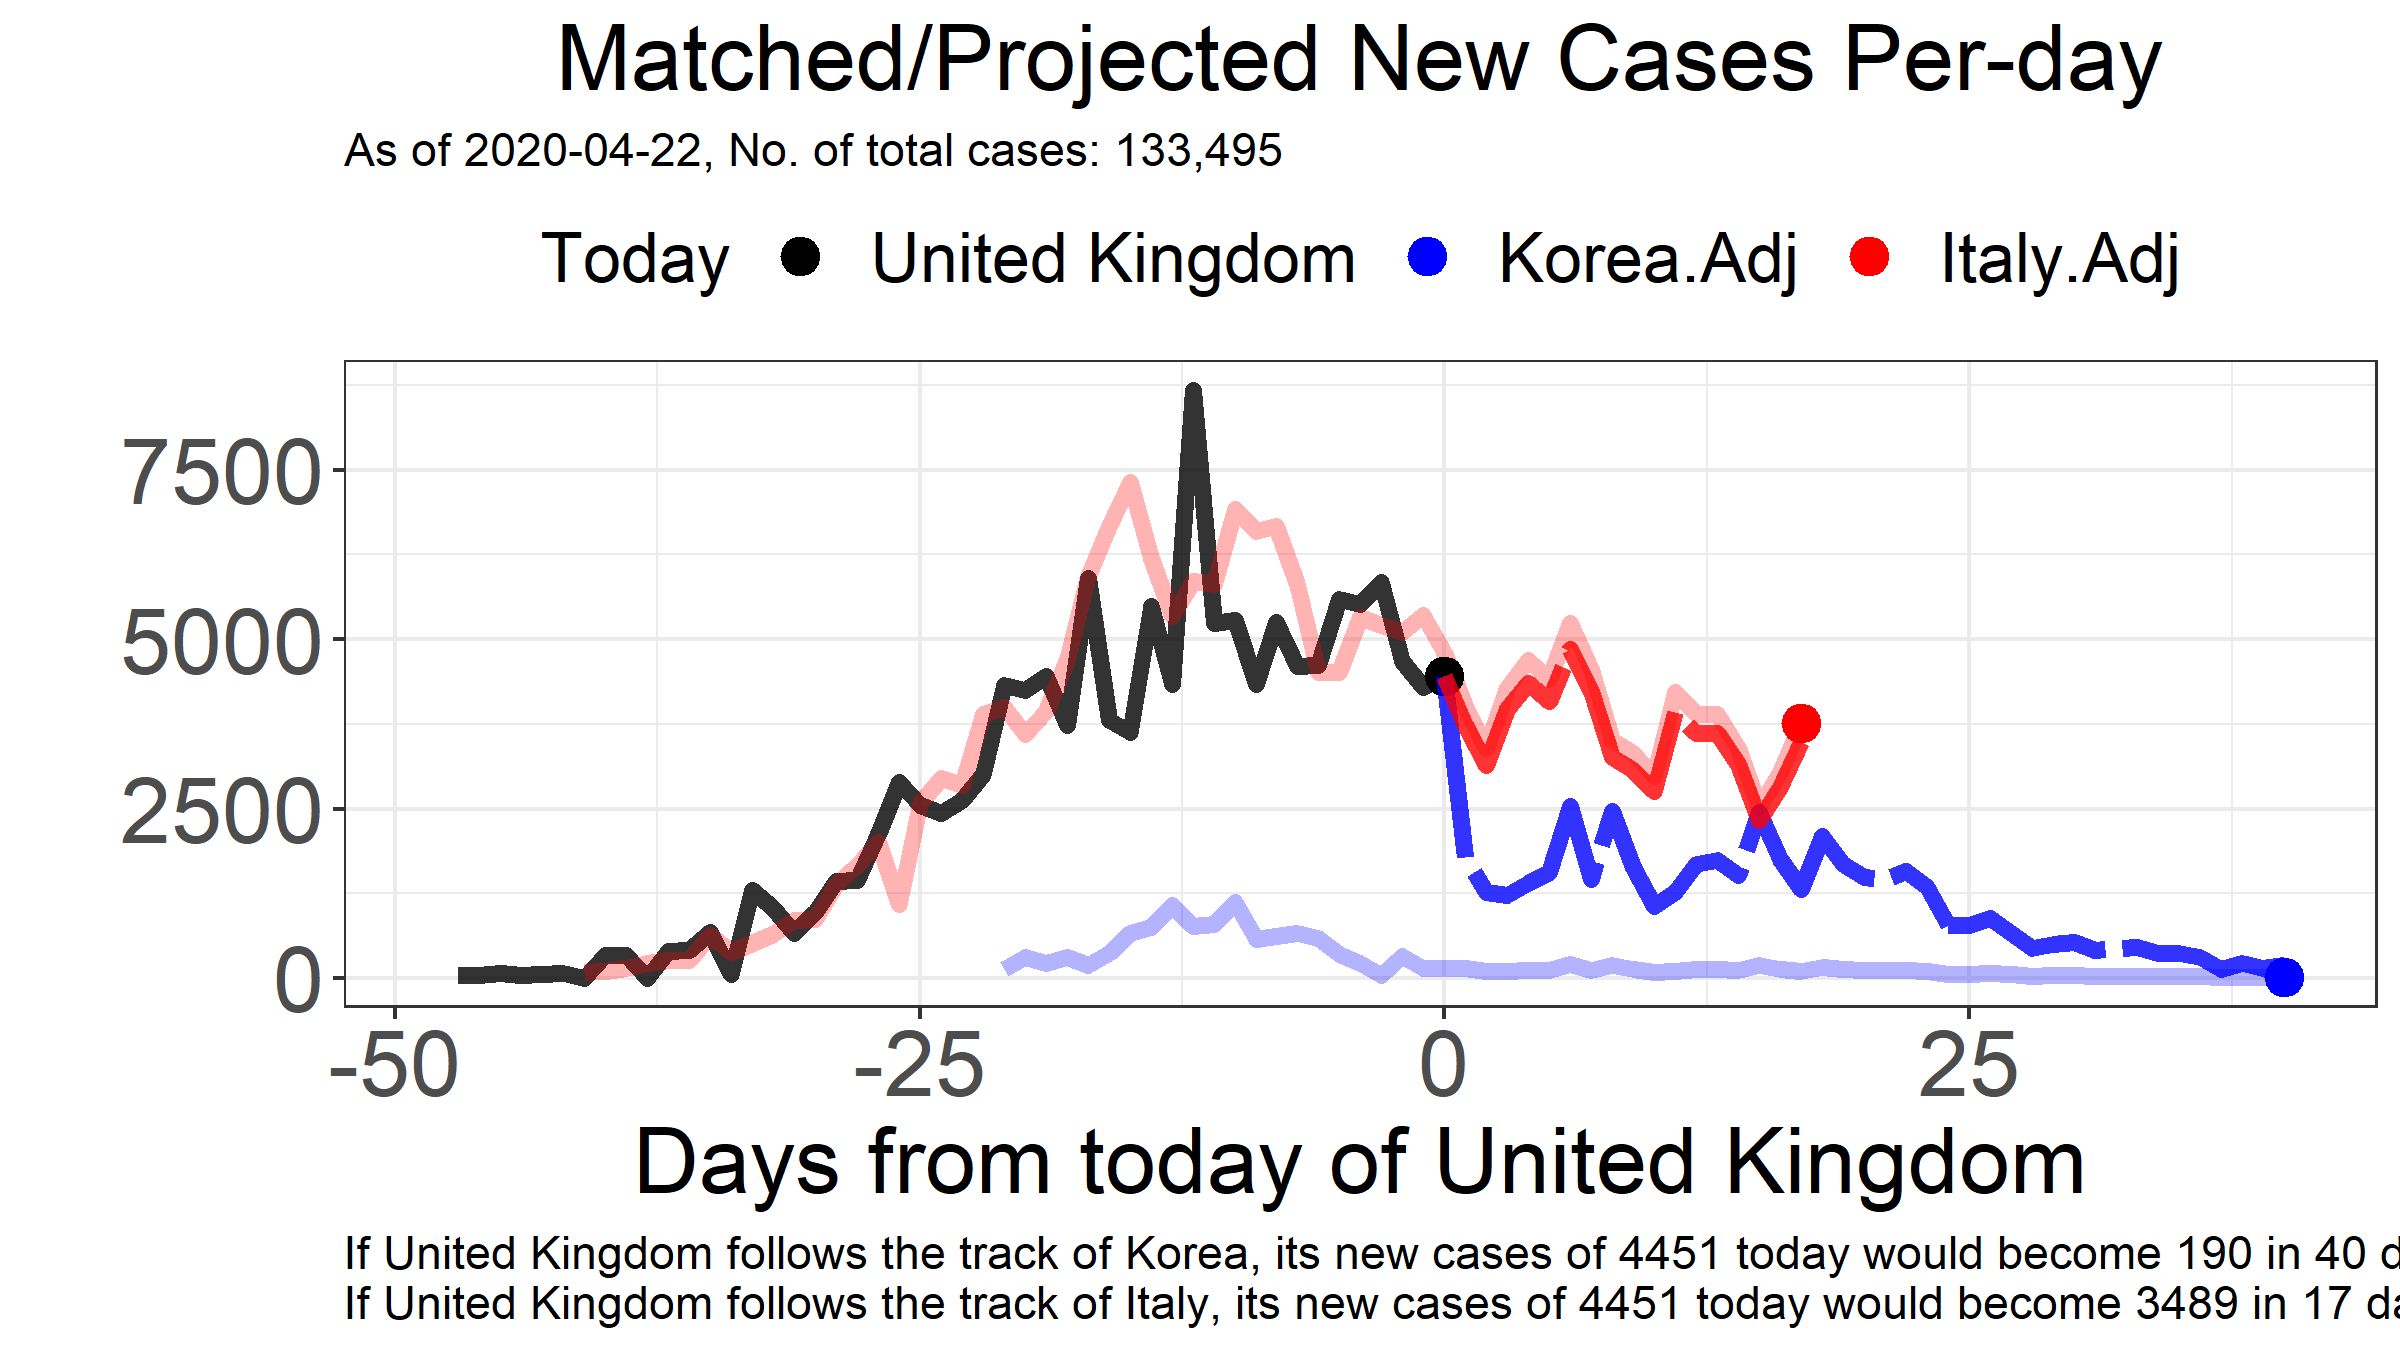 Matched/Projected New Cases Per-day
As of 2020-04-22, No. of total cases: 133,495
Today United Kingdom Korea.Adj Italy.Adj
7500
5000
2500
0
-50 -25 0 25
Days from today of United Kingdom
If United Kingdom follows the track of Korea, its new cases of 4451 today would become 190 in 40
If United Kingdom follows the track of Italy, its new cases of 4451 today would become 3489 in 17